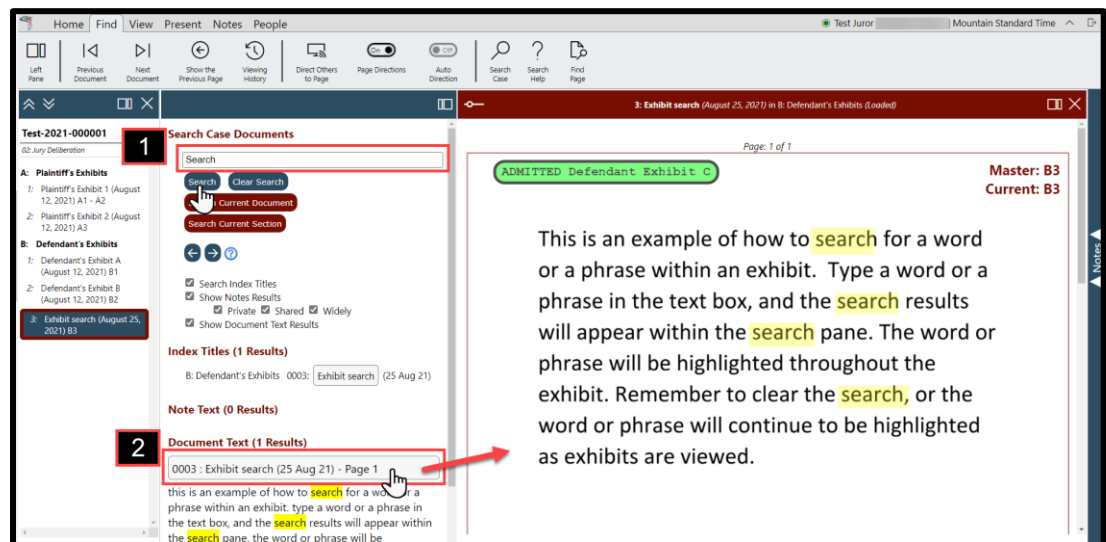 Home Find View Present Notes People
Test Juror Mountain Standard Time
Left Pane
Previous Document
Next Document
Show the Previous Page
Viewing History
Direct Others to Page
On
Page Directions
Off
Auto Direction
Search Case
Search Help
Find Page
Test-2021-000001
02: Jury Deliberation
A: Plaintiff's Exhibits
1: Plaintiff's Exhibit 1 (August
12, 2021) A1 - A2
2: Plaintiff's Exhibit 2 (August
12, 2021) A3
B: Defendant's Exhibits
1: Defendant's Exhibit A
(August 12, 2021) B1
2: Defendant's Exhibit B
(August 12, 2021) B2
3: Exhibit search (August 25,
2021) B3
1
Search Case Documents
Search
Search Clear Search
Current Document
Search Current Section
Search Index Titles
Show Notes Results
Private Shared Widely
Show Document Text Results
Index Titles (1 Results)
B: Defendant's Exhibits 0003: Exhibit search (25 Aug 21)
Note Text (0 Results)
2
Document Text (1 Results)
0003 : Exhibit search (25 Aug 21) - Page 1
this is an example of how to search for a word or a
phrase within an exhibit. type a word or a phrase in
the text box, and the search results will appear within
the search pane. the word or phrase will be
3: Exhibit search (August 25, 2021) in B: Defendant's Exhibits (Loaded)
Page: 1 of 1
ADMITTED Defendant Exhibit C
Master: B3
Current: B3
This is an example of how to search for a word
or a phrase within an exhibit. Type a word or a
phrase in the text box, and the search results
will appear within the search pane. The word or
phrase will be highlighted throughout the
exhibit. Remember to clear the search, or the
word or phrase will continue to be highlighted
as exhibits are viewed.
Notes